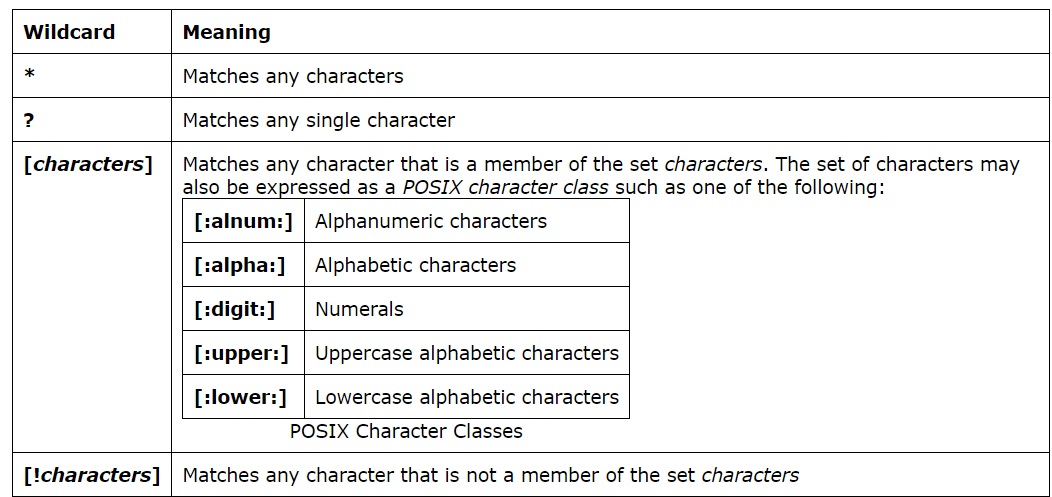 Wildcard Meaning
* Matches any characters
? Matches any single character
[characters] Matches any character that is a member of the set characters. The set of characters may
also be expressed as a POSIX character class such as one of the following:
[:alnum:] Alphanumeric characters
[:alpha:] Alphabetic characters
[:digit:] Numerals
[:upper:] Uppercase alphabetic characters
[:lower:] Lowercase alphabetic characters
POSIX Character Classes
[!characters] Matches any character that is not a member of the set characters